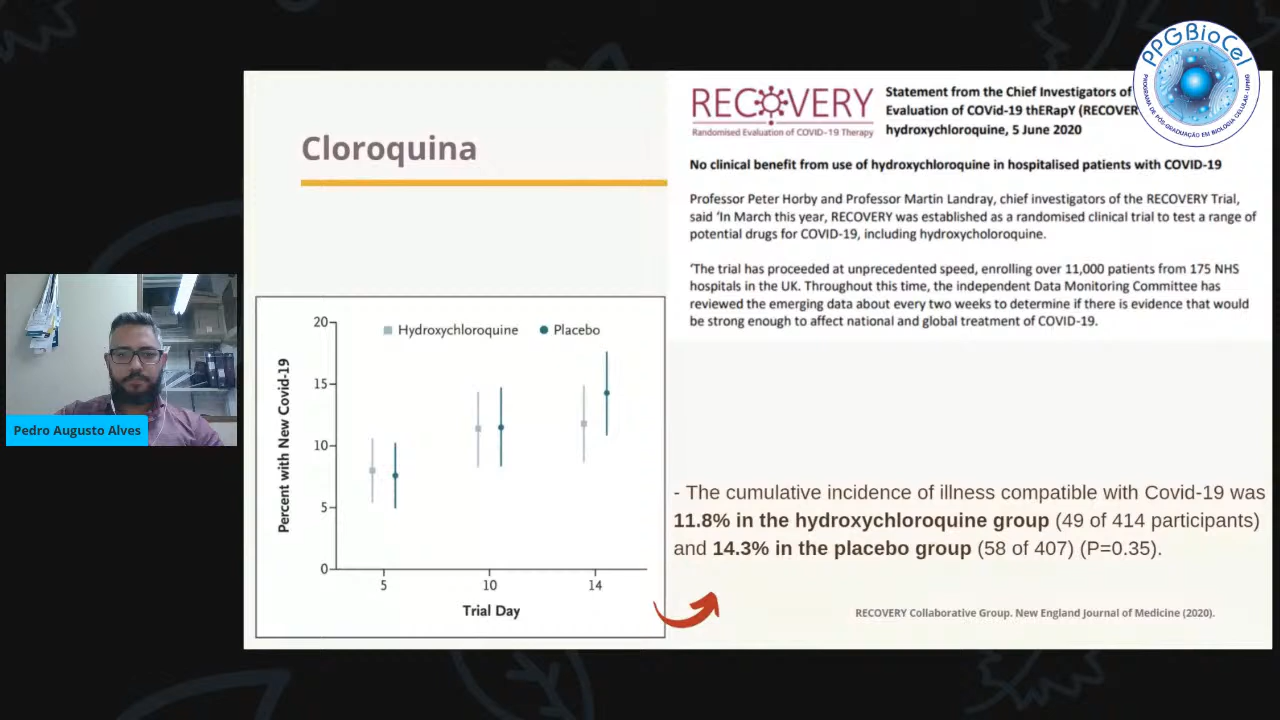 PPGBioCel
PROGRAMA DE PÓS-GRADUAÇÃO EM BIOLOGIA CELULAR - UFMG
Cloroquina
RECOVERY
Randomised Evaluation of COVID-19 Therapy
Statement from the Chief Investigators of
Evaluation of COVid-19 thERapY (RECOVER
hydroxychloroquine, 5 June 2020
No clinical benefit from use of hydroxychloroquine in hospitalised patients with COVID-19
Professor Peter Horby and Professor Martin Landray, chief investigators of the RECOVERY Trial,
said ‘In March this year, RECOVERY was established as a randomised clinical trial to test a range of
potential drugs for COVID-19, including hydroxycholoroquine.
‘The trial has proceeded at unprecedented speed, enrolling over 11,000 patients from 175 NHS
hospitals in the UK. Throughout this time, the independent Data Monitoring Committee has
reviewed the emerging data about every two weeks to determine if there is evidence that would
be strong enough to affect national and global treatment of COVID-19.
Hydroxychloroquine Placebo
Percent with New Covid-19
20
15
10
5
0
5 10 14
Trial Day
Pedro Augusto Alves
- The cumulative incidence of illness compatible with Covid-19 was
11.8% in the hydroxychloroquine group (49 of 414 participants)
and 14.3% in the placebo group (58 of 407) (P=0.35).
RECOVERY Collaborative Group. New England Journal of Medicine (2020).